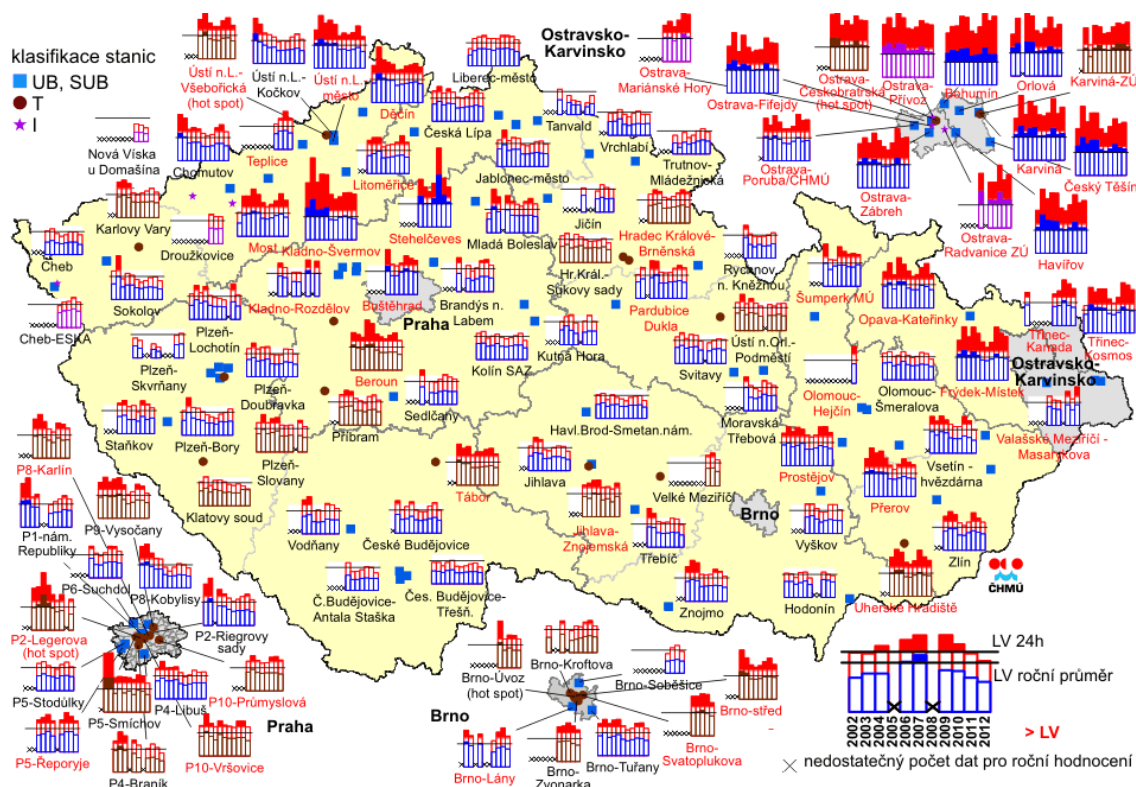 klasifikace stanic
UB, SUB
T
I
Ostravsko-
Karvinsko
Ústí n.L.-
Všebořická
(hot spot)
Ústí n.L.-
Kočkov
Ústí n.L.-
město
Děčín
Liberec-město
Česká Lípa
Tanvald
Vrchlabí
Trutnov-
Mládežnická
Ostrava-
Mariánské Hory
Ostrava-Fifejdy
Ostrava-
Českobratrská
(hot spot)
Ostrava-
Přívoz
Bohumín
Orlová
Karviná-ZÚ
Karviná
Český Těšín
Ostrava-
Poruba/CHMÚ
Ostrava-
Zábřeh
Ostrava-
Radvanice ZÚ
Havířov
Nová Víska
u Domašína
Chomutov
Teplice
Litoměřice
Jablonec-město
Karlovy Vary
Droužkovice
Most
Kladno-Švermov
Stehelčeves
Mladá Boleslav
Jičín
Hradec Králové-
Brněnská
Cheb
Sokolov
Kladno-Rozdělov
Buštěhrad
Brandýs n.
Labem
Hr.Král.-
Sukovy sady
Rychnov
n. Kněžnou
Šumperk MÚ
Opava-Kateřinky
Třinec-
Kanada
Třinec-
Kosmos
Cheb-ESKA
Plzeň-
Lochotín
Praha
Pardubice
Dukla
Kutná Hora
Ústí n.Orl.-
Podměstí
Ostravsko-
Karvinsko
Plzeň-
Skvrňany
Plzeň-
Doubravka
Beroun
Kolín SAZ
Svitavy
Olomouc-
Hejčín
Olomouc-
Šmeralova
Frýdek-Místek
Staňkov
Plzeň-Bory
Plzeň-
Slovany
Příbram
Sedlčany
Havl.Brod-Smetan.nám.
Moravská
Třebová
Valašské Meziříčí -
Masarykova
P8-Karlín
Klatovy soud
Tábor
Jihlava
Velké Meziříčí
Prostějov
Přerov
Vsetín -
hvězdárna
P9-Vysočany
P1-nám.
Republiky
Vodňany
České Budějovice
Jihlava-
Znojemská
Třebíč
Brno
Vyškov
Zlín
P6-Suchdol
P8-Kobylisy
Č.Budějovice-
Antala Staška
Čes. Budějovice-
Třešň.
Znojmo
Hodonín
Uherské Hradiště
ČHMÚ
P2-Legerova
(hot spot)
P2-Riegrovy
sady
P5-Stodůlky
P5-Smíchov
P4-Libuš
P10-Průmyslová
Praha
P5-Řeporyje
P4-Braník
P10-Vršovice
Brno-Úvoz
(hot spot)
Brno-Kroftova
Brno-Soběšice
Brno-střed
Brno
Brno-Lány
Brno-
Zvonařka
Brno-Tuřany
Brno-
Svatoplukova
LV 24h
LV roční průměr
2002
2003
2004
2005
2006
2007
2008
2009
2010
2011
2012
> LV
nedostatečný počet dat pro roční hodnocení